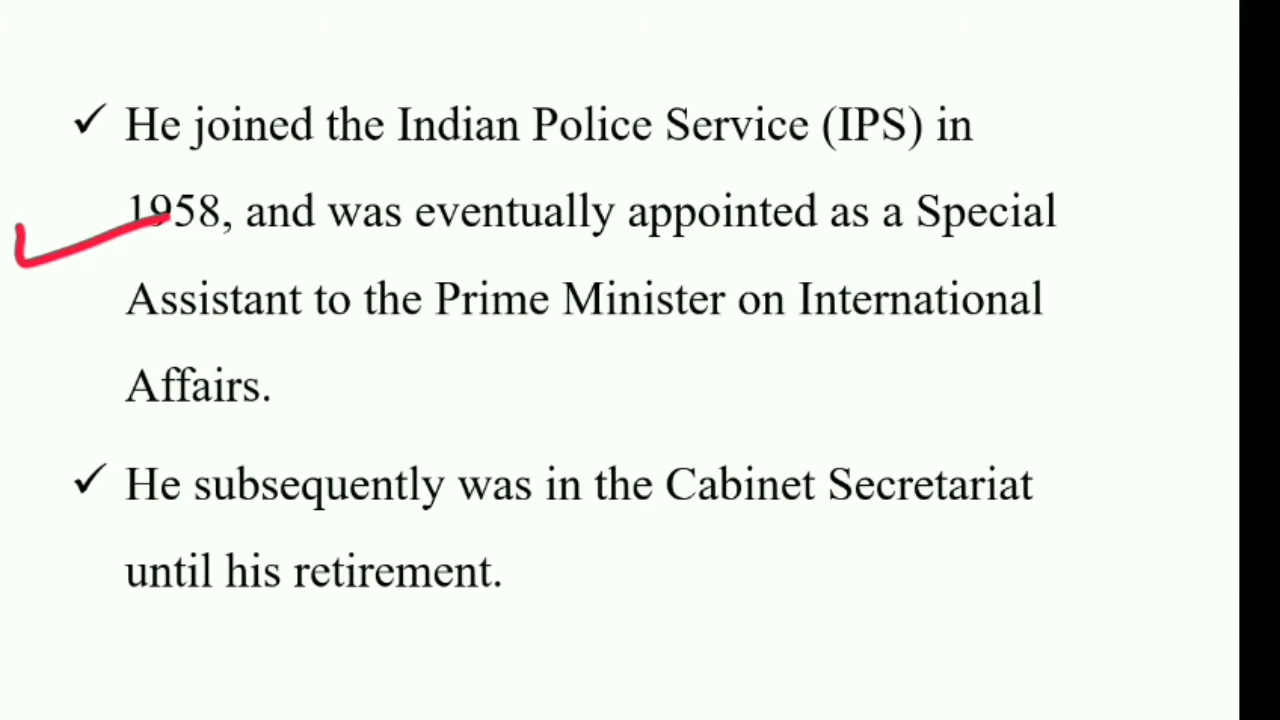 ✓ He joined the Indian Police Service (IPS) in
1958, and was eventually appointed as a Special
Assistant to the Prime Minister on International
Affairs.
✓ He subsequently was in the Cabinet Secretariat
until his retirement.